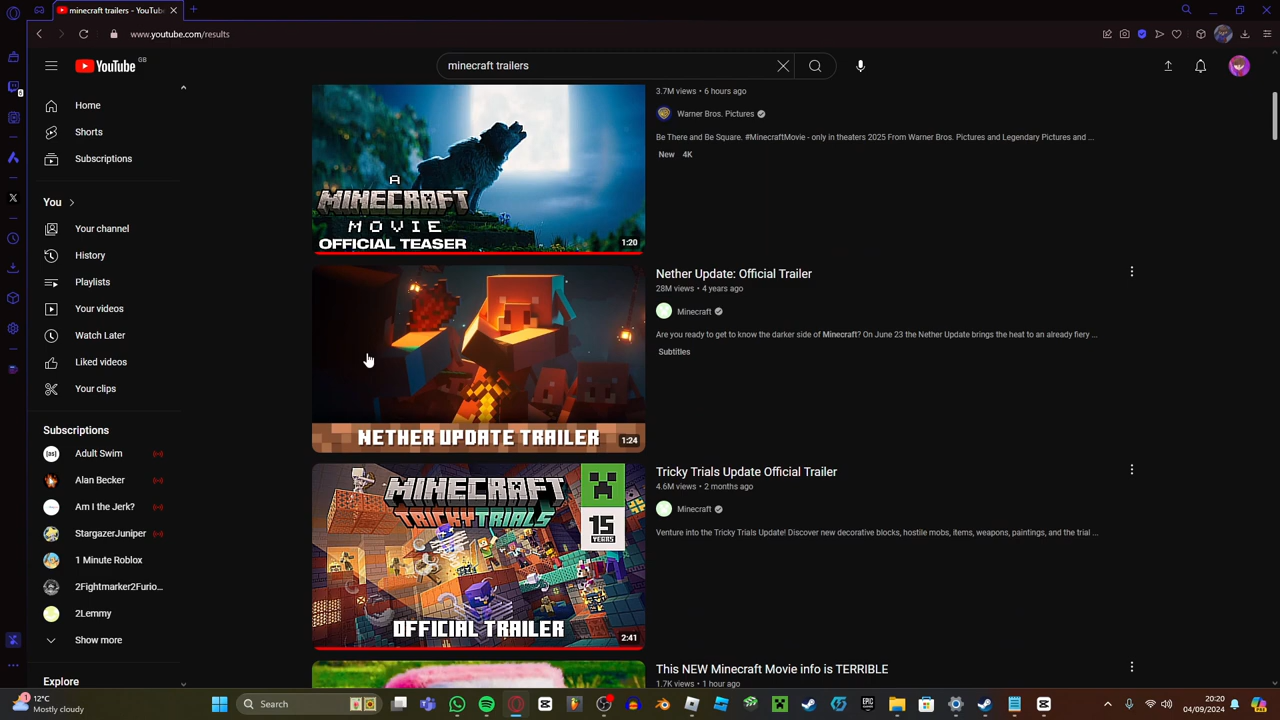 minecraft trailers - YouTub
www.youtube.com/results
YouTube GB
minecraft trailers
Home
Shorts
Subscriptions
You
Your channel
History
Playlists
Your videos
Watch Later
Liked videos
Your clips
Subscriptions
Adult Swim
Alan Becker
Am I the Jerk?
StargazerJuniper
1 Minute Roblox
2Fightmarker2Furio...
2Lemmy
Show more
Explore
A
MINECRAFT
MOVIE
OFFICIAL TEASER
1:20
3.7M views • 6 hours ago
Warner Bros. Pictures
Be There and Be Square. #MinecraftMovie - only in theaters 2025 From Warner Bros. Pictures and Legendary Pictures and ...
New 4K
NETHER UPDATE TRAILER
1:24
Nether Update: Official Trailer
28M views • 4 years ago
Minecraft
Are you ready to get to know the darker side of Minecraft? On June 23 the Nether Update brings the heat to an already fiery ...
Subtitles
MINECRAFT
TRICKY TRIALS
15
YEARS
OFFICIAL TRAILER
2:41
Tricky Trials Update Official Trailer
4.6M views • 2 months ago
Minecraft
Venture into the Tricky Trials Update! Discover new decorative blocks, hostile mobs, items, weapons, paintings, and the trial ...
This NEW Minecraft Movie info is TERRIBLE
1.7K views • 1 hour ago
1
12°C
Mostly cloudy
Search
EPIC
20:20
04/09/2024